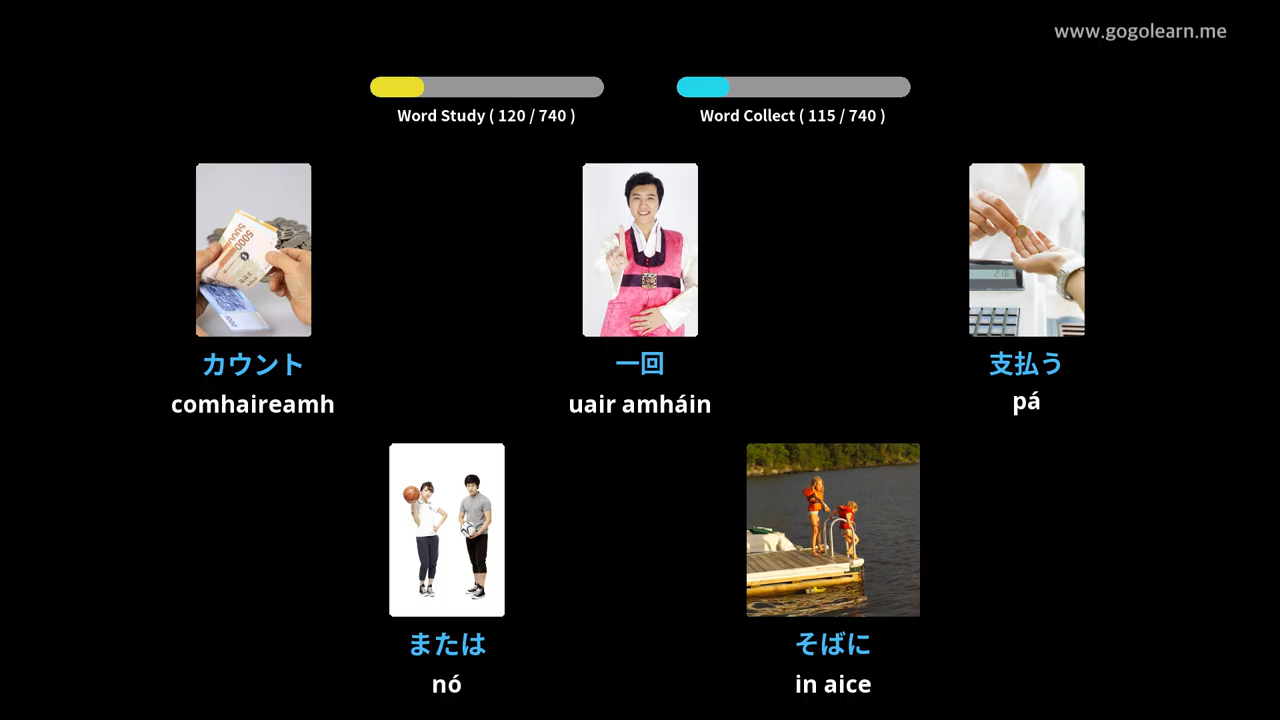 www.gogolearn.me
Word Study ( 120 / 740 )
Word Collect ( 115 / 740 )
カウント
一回
支払う
comhaireamh
uair amháin
pá
または
そばに
nó
in aice